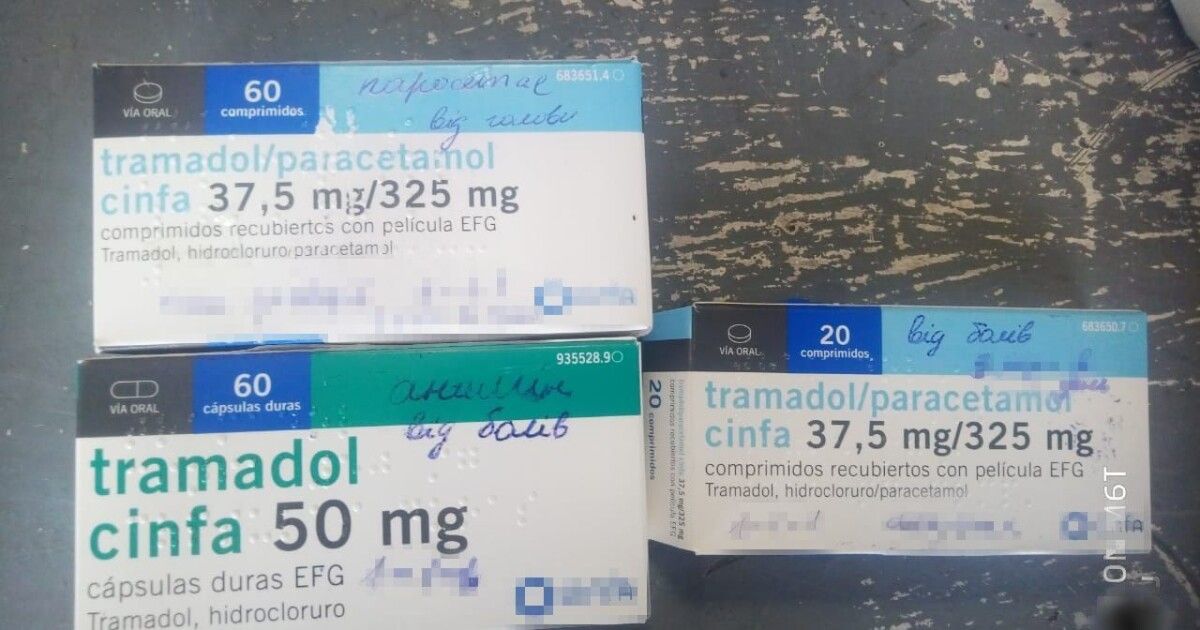 60
comprimidos
VÍA ORAL
683651.4
від голови
tramadol/paracetamol
cinfa 37,5 mg/325 mg
comprimidos recubiertos con película EFG
Tramadol, hidrocloruro/paracetamol
60
cápsulas duras
VÍA ORAL
935528.9
від болів
tramadol
cinfa 50 mg
cápsulas duras EFG
Tramadol, hidrocloruro
20
comprimidos
VÍA ORAL
683650.7
від болів
tramadol/paracetamol
cinfa 37,5 mg/325 mg
comprimidos recubiertos con película EFG
Tramadol, hidrocloruro/paracetamol
20 comprimidos